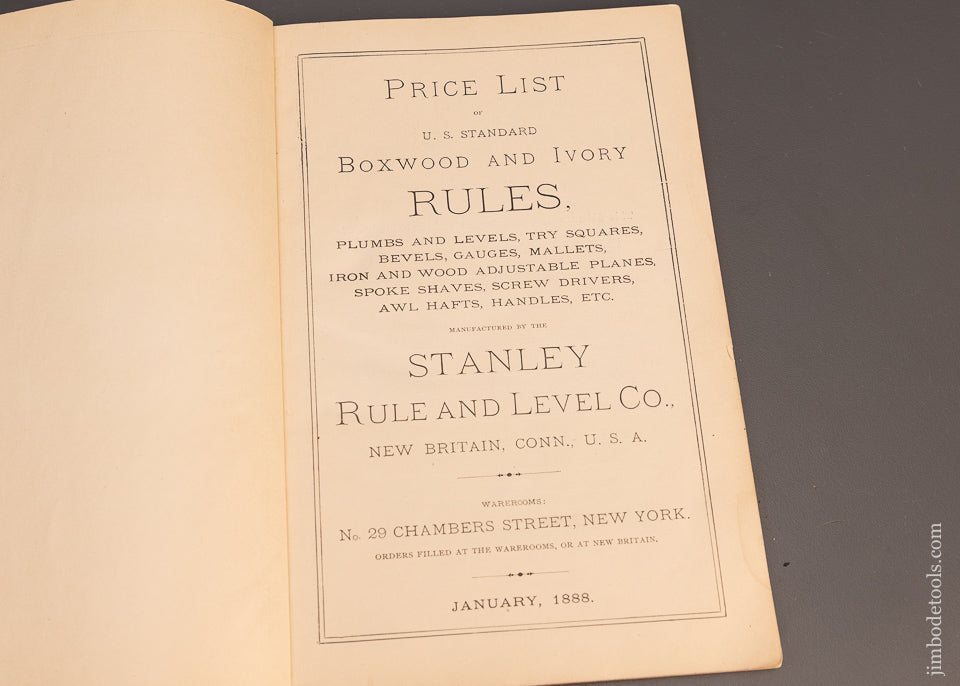 PRICE LIST
OF
U. S. STANDARD
BOXWOOD AND IVORY
RULES,
PLUMBS AND LEVELS, TRY SQUARES,
BEVELS, GAUGES, MALLETS,
IRON AND WOOD ADJUSTABLE PLANES,
SPOKE SHAVES, SCREW DRIVERS,
AWL HAFTS, HANDLES, ETC.
MANUFACTURED BY THE
STANLEY
RULE AND LEVEL CO.,
NEW BRITAIN, CONN., U. S. A.
WAREROOMS:
No. 29 CHAMBERS STREET, NEW YORK.
ORDERS FILLED AT THE WAREROOMS, OR AT NEW BRITAIN.
JANUARY, 1888.
jimbodetools.com